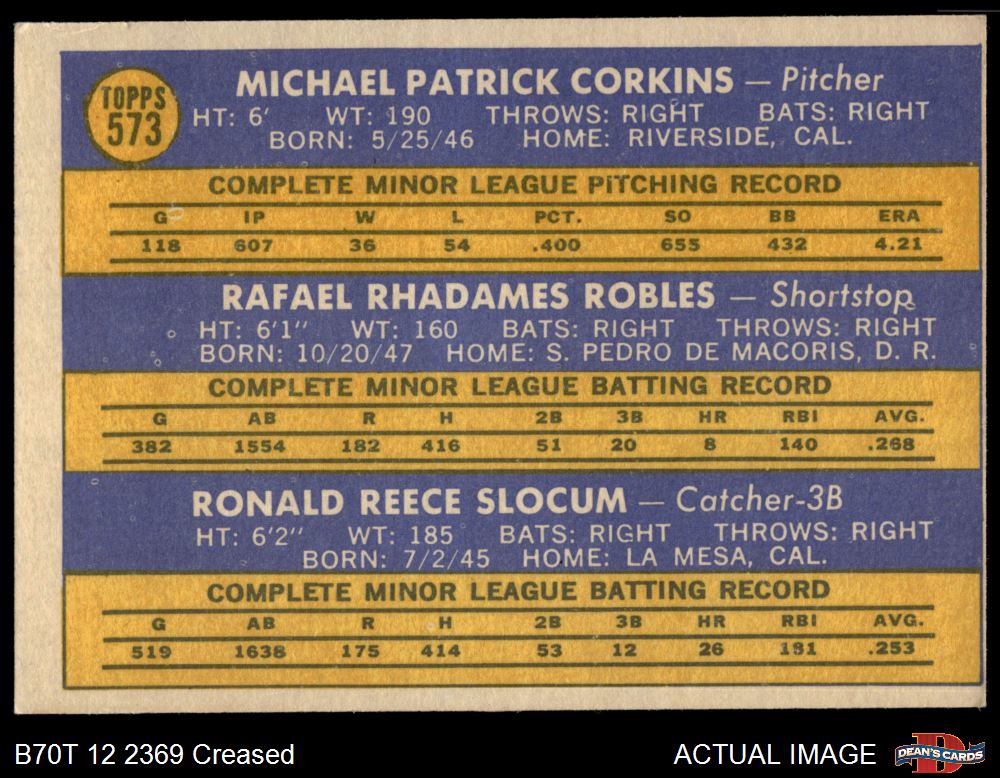 TOPPS
573
MICHAEL PATRICK CORKINS — Pitcher
HT: 6' WT: 190 THROWS: RIGHT BATS: RIGHT
BORN: 5/25/46 HOME: RIVERSIDE, CAL.
COMPLETE MINOR LEAGUE PITCHING RECORD
G IP W L PCT. SO BB ERA
118 607 36 54 .400 655 432 4.21
RAFAEL RHADAMES ROBLES — Shortstop
HT: 6'1" WT: 160 BATS: RIGHT THROWS: RIGHT
BORN: 10/20/47 HOME: S. PEDRO DE MACORIS, D. R.
COMPLETE MINOR LEAGUE BATTING RECORD
G AB R H 2B 3B HR RBI AVG.
382 1554 182 416 51 20 8 140 .268
RONALD REECE SLOCUM — Catcher-3B
HT: 6'2" WT: 185 BATS: RIGHT THROWS: RIGHT
BORN: 7/2/45 HOME: LA MESA, CAL.
COMPLETE MINOR LEAGUE BATTING RECORD
G AB R H 2B 3B HR RBI AVG.
519 1638 175 414 53 12 26 191 .253
B70T 12 2369 Creased ACTUAL IMAGE DEAN'S CARDS